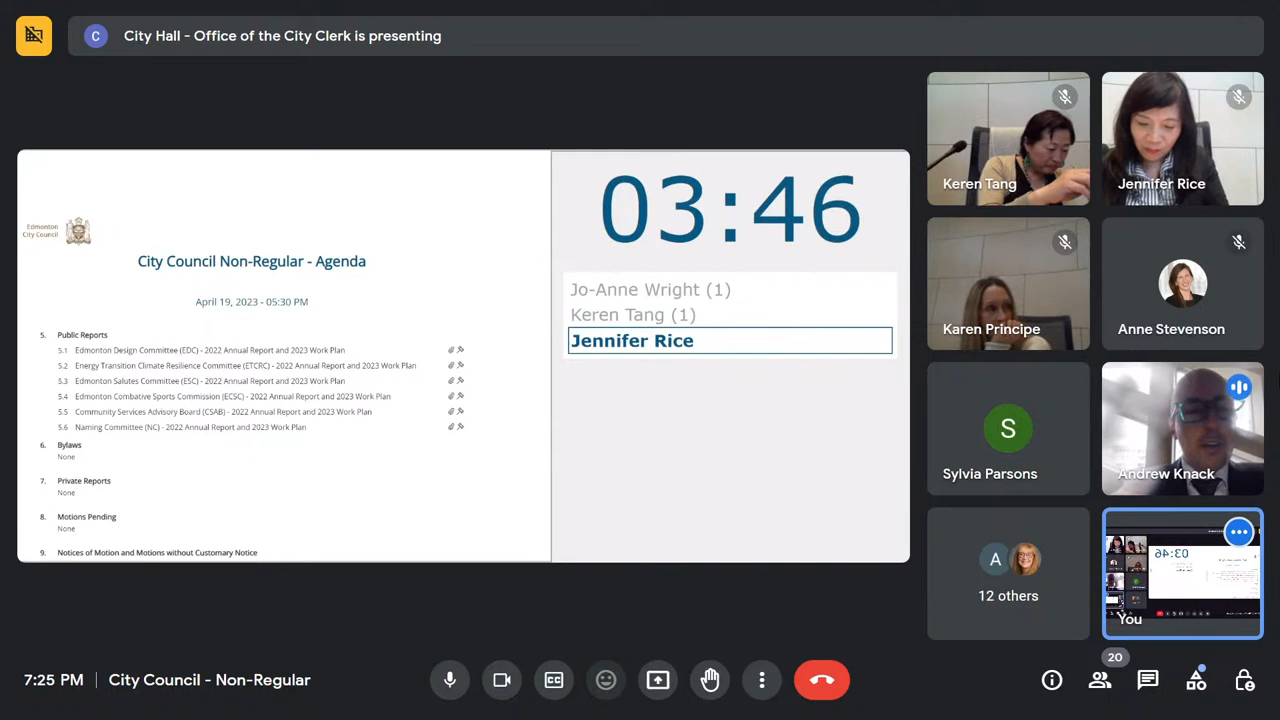 C City Hall - Office of the City Clerk is presenting
Edmonton
City Council
City Council Non-Regular - Agenda
April 19, 2023 - 05:30 PM
5. Public Reports
5.1 Edmonton Design Committee (EDC) - 2022 Annual Report and 2023 Work Plan
5.2 Energy Transition Climate Resilience Committee (ETCRC) - 2022 Annual Report and 2023 Work Plan
5.3 Edmonton Salutes Committee (ESC) - 2022 Annual Report and 2023 Work Plan
5.4 Edmonton Combative Sports Commission (ECSC) - 2022 Annual Report and 2023 Work Plan
5.5 Community Services Advisory Board (CSAB) - 2022 Annual Report and 2023 Work Plan
5.6 Naming Committee (NC) - 2022 Annual Report and 2023 Work Plan
6. Bylaws
None
7. Private Reports
None
8. Motions Pending
None
9. Notices of Motion and Motions without Customary Notice
03:46
Jo-Anne Wright (1)
Keren Tang (1)
Jennifer Rice
Keren Tang
Jennifer Rice
Karen Principe
Anne Stevenson
S
Sylvia Parsons
Andrew Knack
A
12 others
03:46
You
7:25 PM | City Council - Non-Regular
CC
20